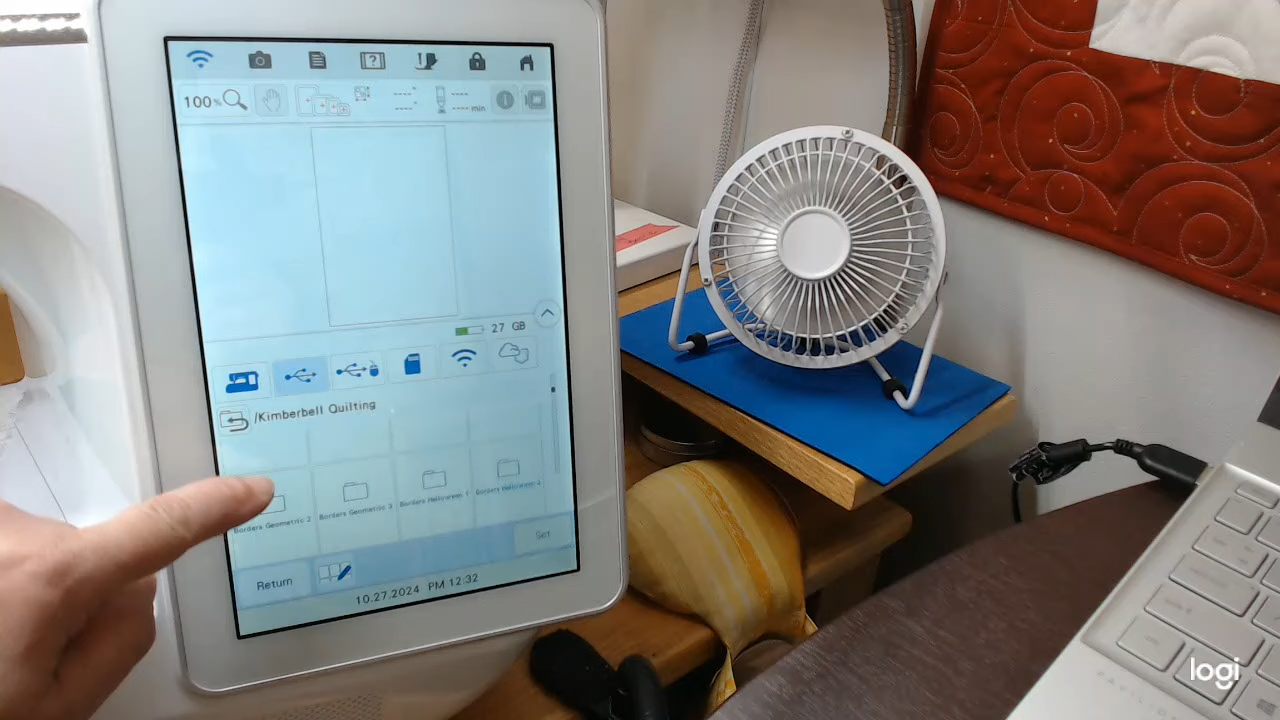 100%
min
27 GB
/Kimberbell Quilting
Borders Geometric 2
Borders Geometric 3
Borders Halloween 1
Set
Return
10.27.2024 PM 12:32
logi